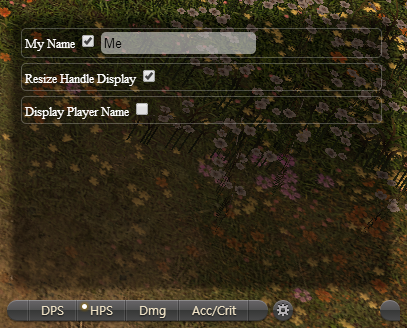 My Name Me
Resize Handle Display
Display Player Name
DPS HPS Dmg Acc/Crit